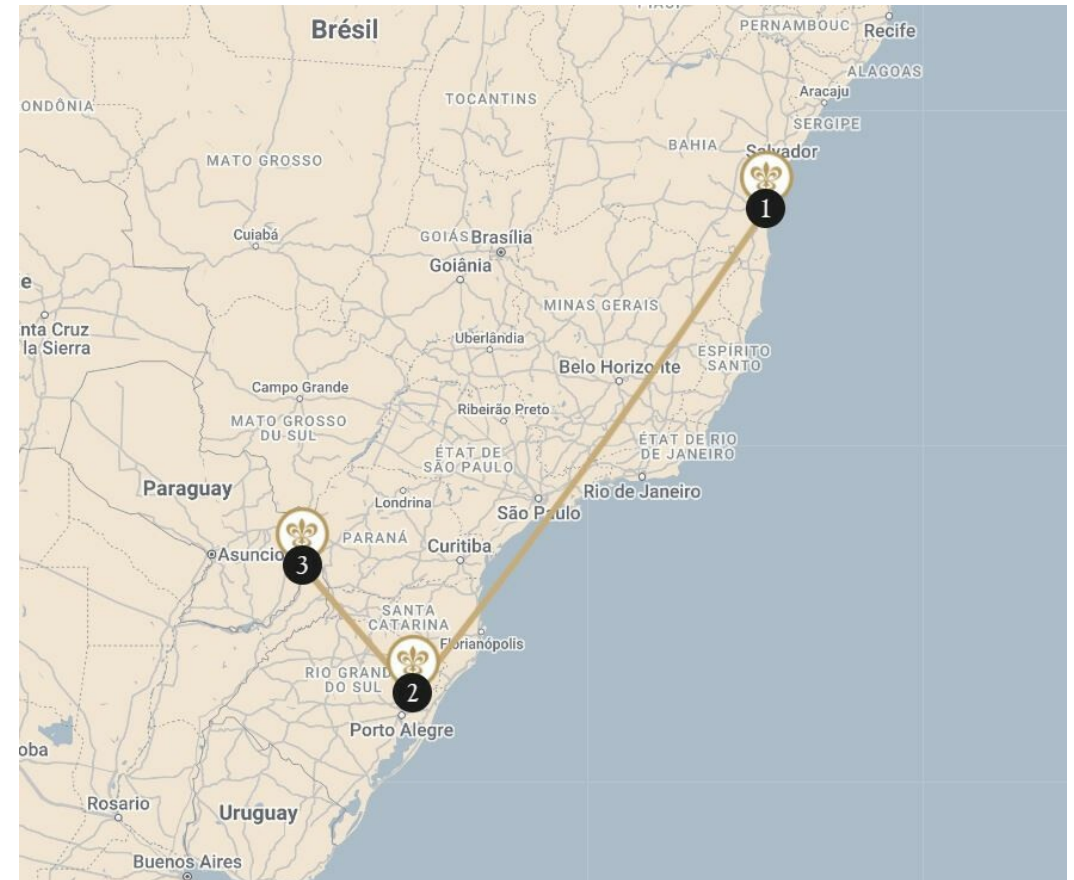 Brésil
PERNAMBUCO
Recife
ALAGOAS
Aracaju
SERGIPE
TOCANTINS
ONDÔNIA
MATO GROSSO
BAHIA
Salvador
1
Cuiabá
GOIÁS
Brasília
Goiânia
MINAS GERAIS
e
nta Cruz
la Sierra
Uberlândia
Belo Horizonte
ESPÍRITO
SANTO
Campo Grande
Ribeirão Preto
MATO GROSSO
DU SUL
ÉTAT DE
SÃO PAULO
ÉTAT DE RIO
DE JANEIRO
Paraguay
Londrina
São Paulo
Rio de Janeiro
Asuncio
3
PARANÁ
Curitiba
SANTA
CATARINA
Florianópolis
RIO GRAND
DO SUL
2
Porto Alegre
oba
Rosario
Uruguay
Buenos Aires